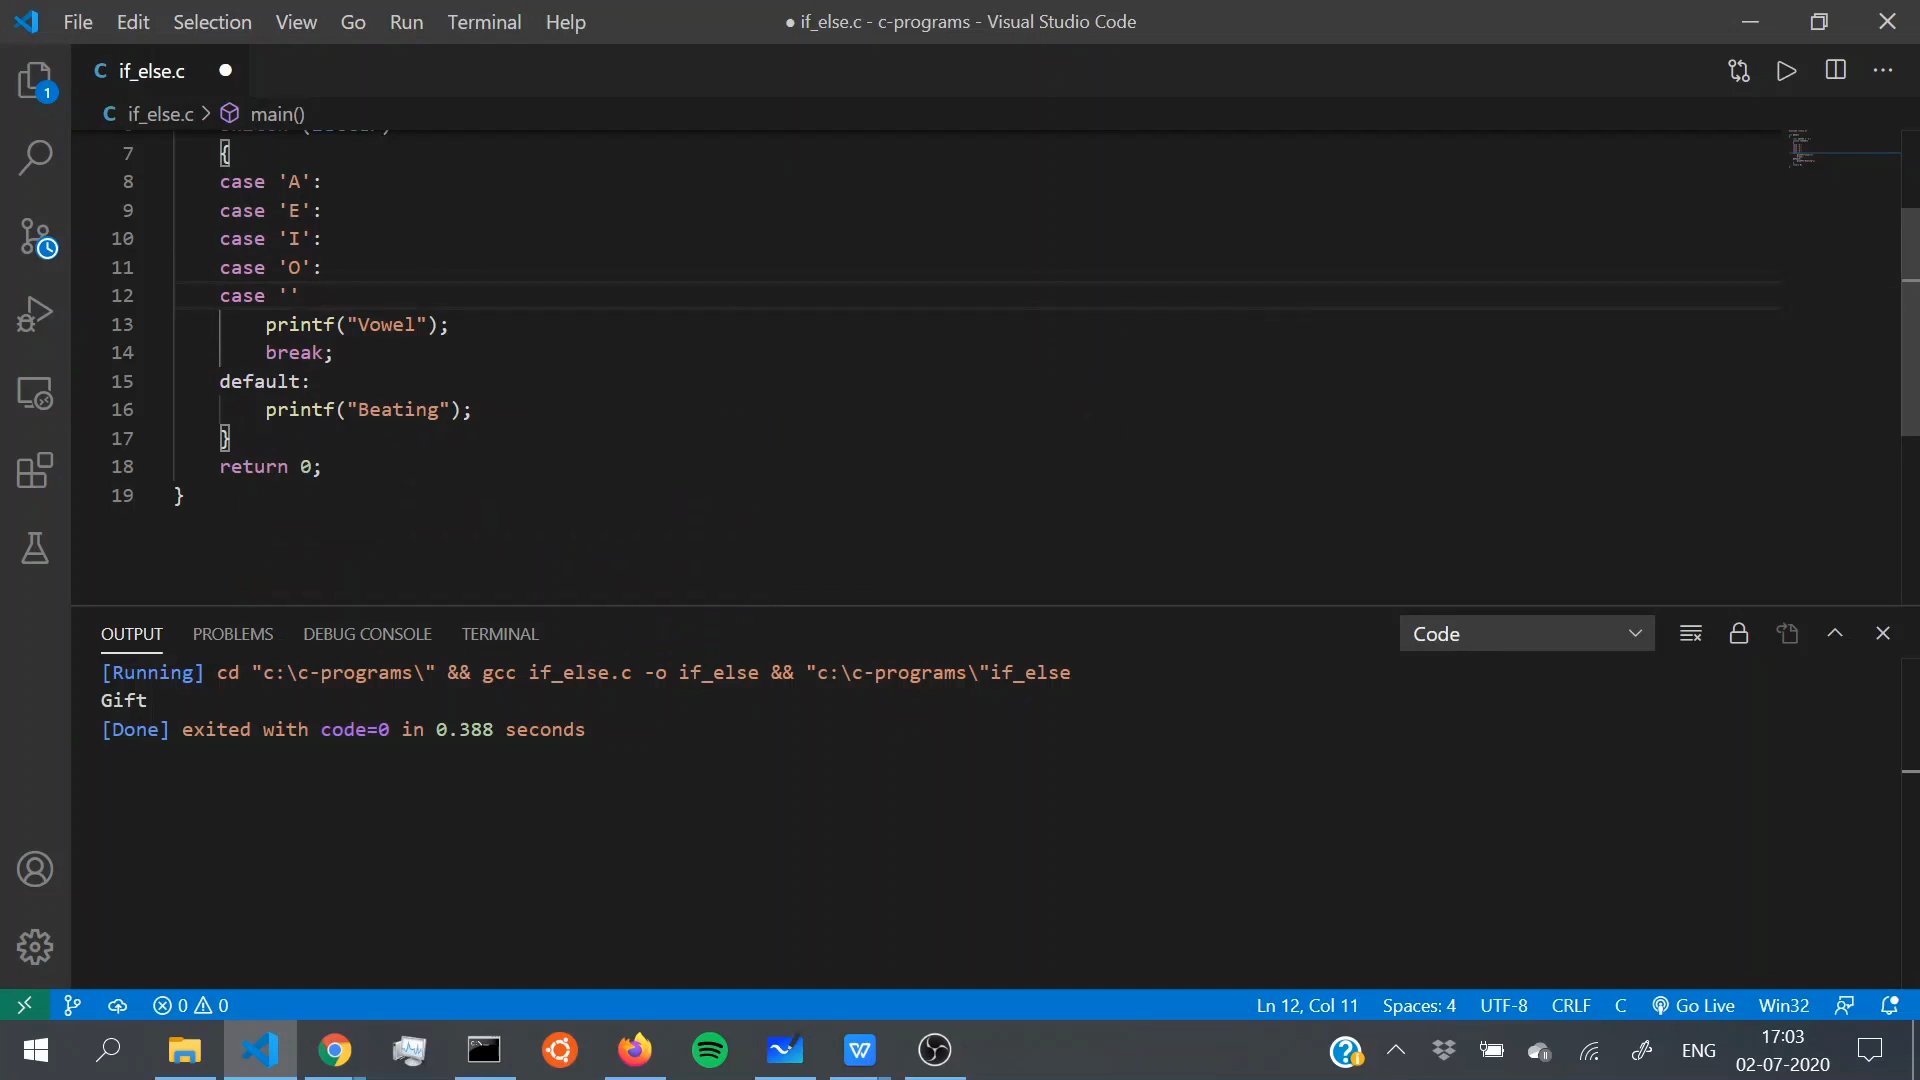 File Edit Selection View Go Run Terminal Help
● if_else.c - c-programs - Visual Studio Code
C if_else.c ●
C if_else.c > main()
1
7 {
8 case 'A':
9 case 'E':
10 case 'I':
11 case 'O':
12 case ''
13 printf("Vowel");
14 break;
15 default:
16 printf("Beating");
17 }
18 return 0;
19 }
OUTPUT PROBLEMS DEBUG CONSOLE TERMINAL
Code
[Running] cd "c:\c-programs\" && gcc if_else.c -o if_else && "c:\c-programs\"if_else
Gift
[Done] exited with code=0 in 0.388 seconds
0 0
Ln 12, Col 11 Spaces: 4 UTF-8 CRLF C Go Live Win32
ENG
17:03
02-07-2020